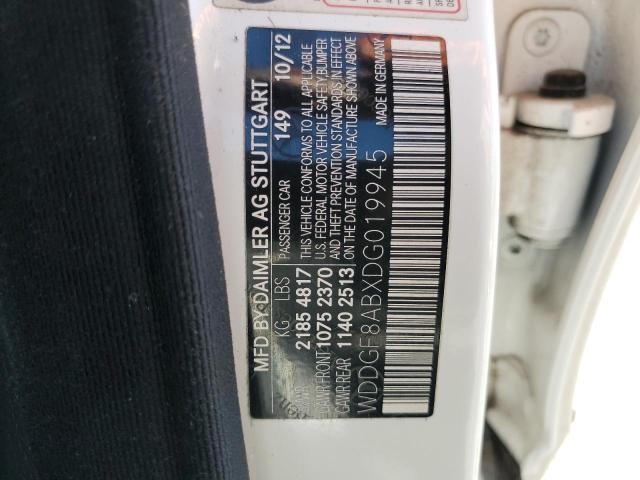 MFD BY DAIMLER AG STUTTGART
KG LBS PASSENGER CAR 149 10/12
2185 4817 THIS VEHICLE CONFORMS TO ALL APPLICABLE
GAWR FRONT 1075 2370 U.S. FEDERAL MOTOR VEHICLE SAFETY, BUMPER
AND THEFT PREVENTION STANDARDS IN EFFECT
GAWR REAR 1140 2513 ON THE DATE OF MANUFACTURE SHOWN ABOVE
WDDGF8ABXDG019945 MADE IN GERMANY